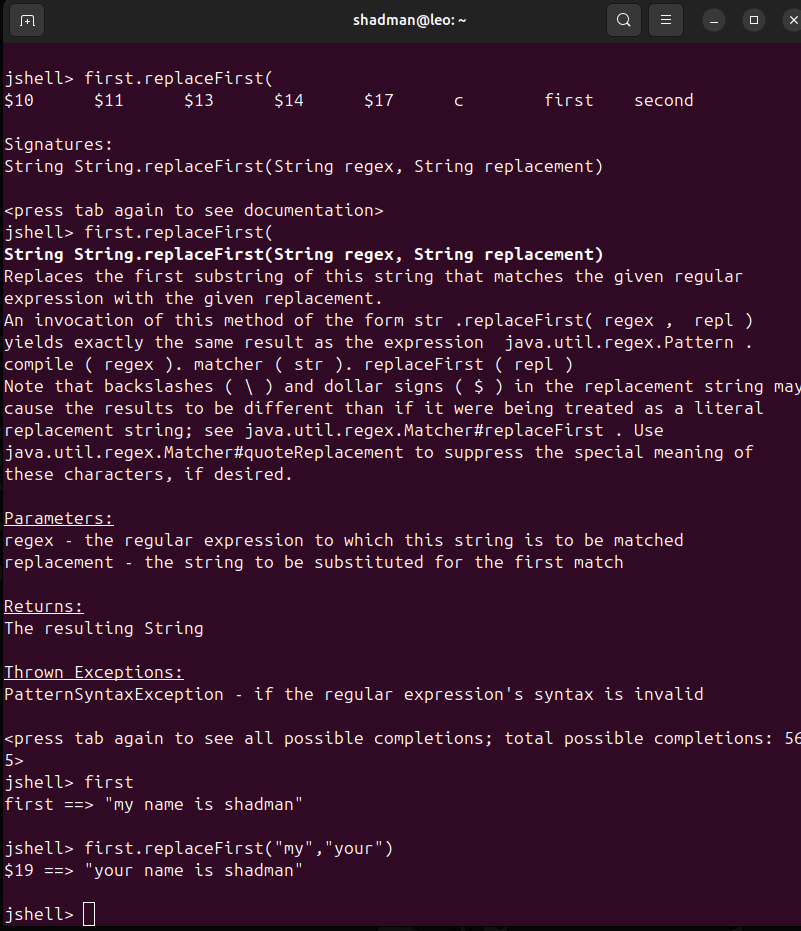 shadman@leo: ~
jshell> first.replaceFirst(
$10 $11 $13 $14 $17 c first second
Signatures:
String String.replaceFirst(String regex, String replacement)
<press tab again to see documentation>
jshell> first.replaceFirst(
String String.replaceFirst(String regex, String replacement)
Replaces the first substring of this string that matches the given regular
expression with the given replacement.
An invocation of this method of the form str .replaceFirst( regex ,  repl )
yields exactly the same result as the expression  java.util.regex.Pattern .
compile ( regex ). matcher ( str ). replaceFirst ( repl )
Note that backslashes ( \ ) and dollar signs ( $ ) in the replacement string may
cause the results to be different than if it were being treated as a literal
replacement string; see java.util.regex.Matcher#replaceFirst . Use
java.util.regex.Matcher#quoteReplacement to suppress the special meaning of
these characters, if desired.
Parameters:
regex - the regular expression to which this string is to be matched
replacement - the string to be substituted for the first match
Returns:
The resulting String
Thrown Exceptions:
PatternSyntaxException - if the regular expression's syntax is invalid
<press tab again to see all possible completions; total possible completions: 56
5>
jshell> first
first ==> "my name is shadman"
jshell> first.replaceFirst("my","your")
$19 ==> "your name is shadman"
jshell>